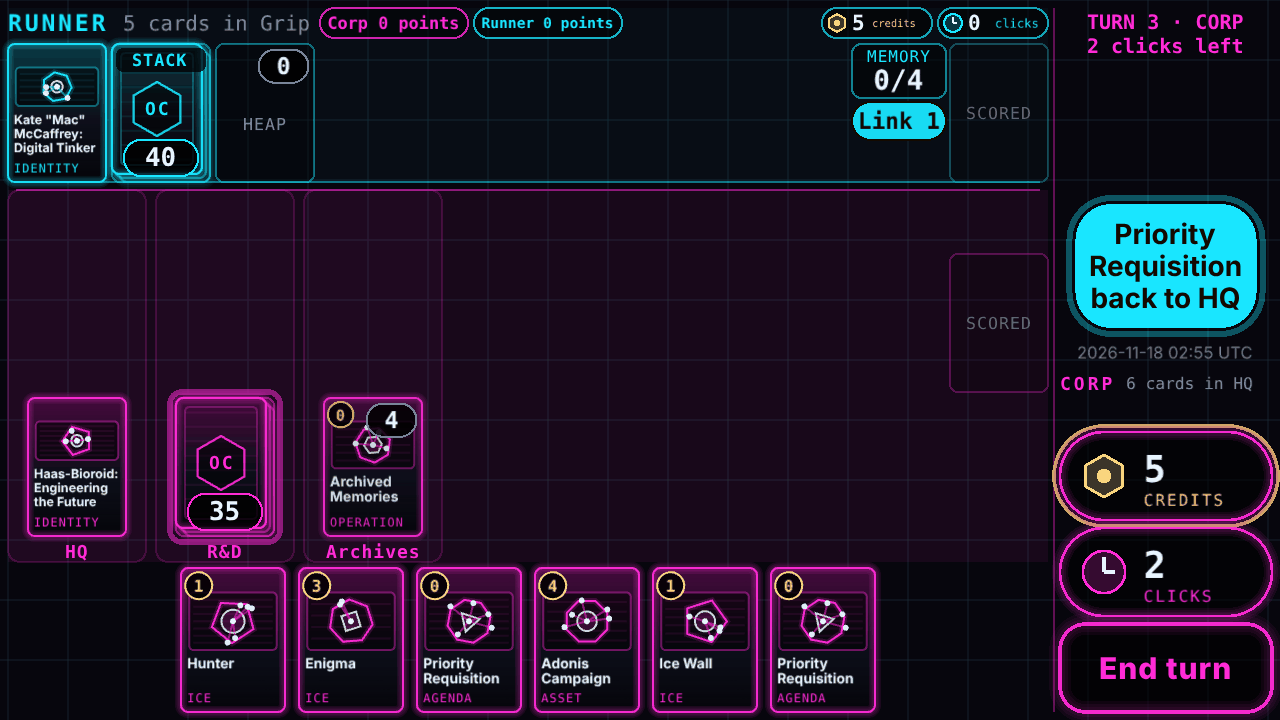 RUNNER 5 cards in Grip Corp 0 points Runner 0 points 5 credits 0 clicks
TURN 3 · CORP
2 clicks left
Kate "Mac"
McCaffrey:
Digital Tinker
IDENTITY
STACK
OC
40
0
HEAP
MEMORY
0/4
Link 1
SCORED
SCORED
Priority
Requisition
back to HQ
2026-11-18 02:55 UTC
CORP 6 cards in HQ
Haas-Bioroid:
Engineering
the Future
IDENTITY
HQ
OC
35
R&D
0
4
Archived
Memories
OPERATION
Archives
5
CREDITS
2
CLICKS
End turn
1
Hunter
ICE
3
Enigma
ICE
0
Priority
Requisition
AGENDA
4
Adonis
Campaign
ASSET
1
Ice Wall
ICE
0
Priority
Requisition
AGENDA